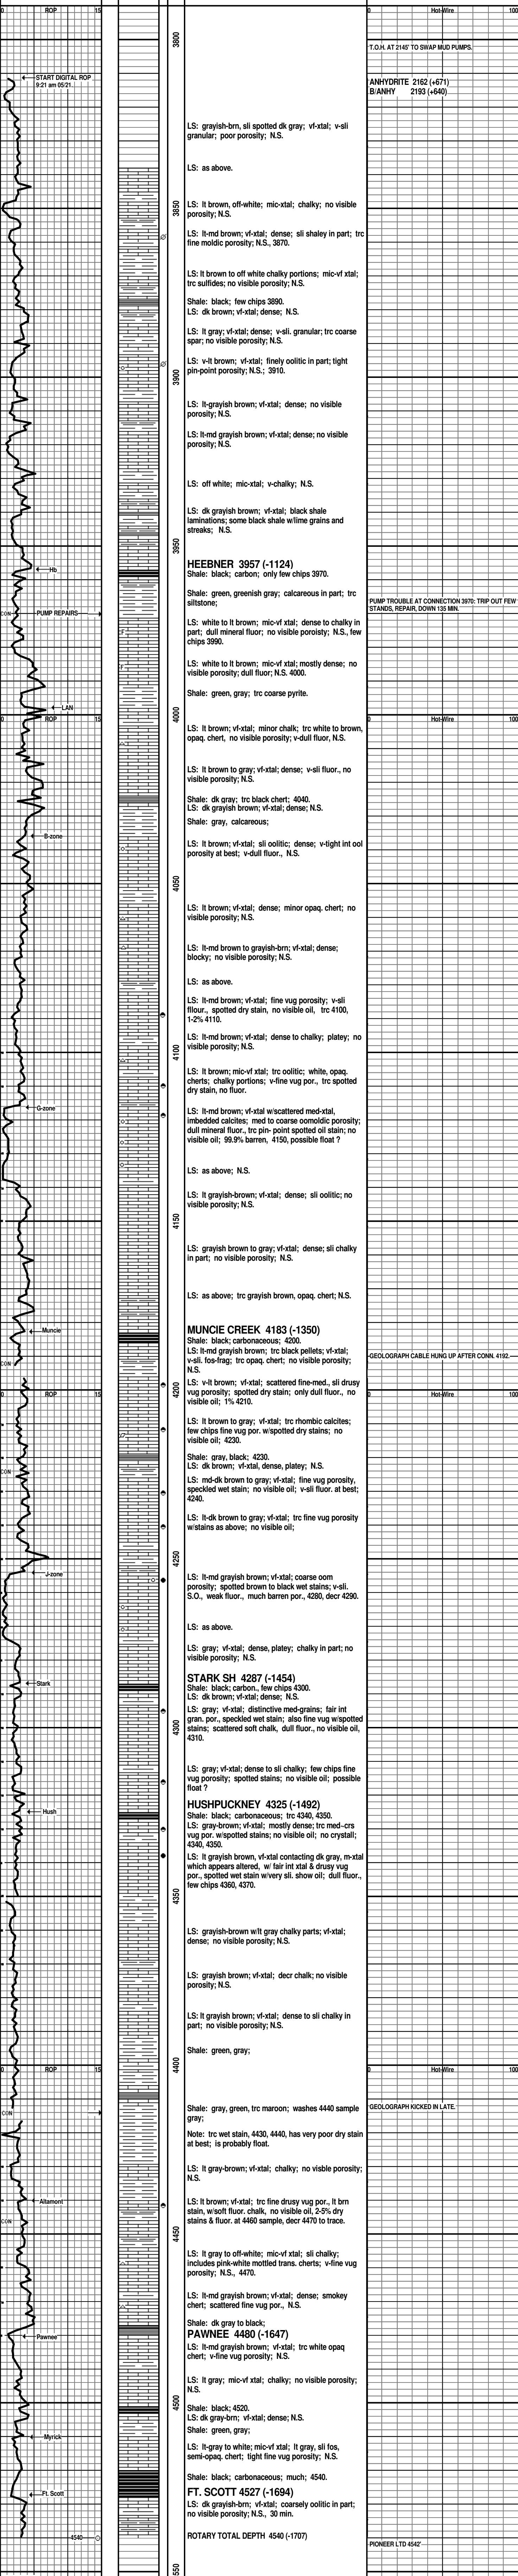 0 ROP 15
0 Hot-Wire 100
3800
T.O.H. AT 2145' TO SWAP MUD PUMPS.
START DIGITAL ROP
9:21 am 05/21
ANHYDRITE 2162 (+671)
B/ANHY 2193 (+640)
LS: grayish-brn, sli spotted dk gray; vf-xtal; v-sli
granular; poor porosity; N.S.
LS: as above.
3850
LS: lt brown, off-white; mic-xtal; chalky; no visible
porosity; N.S.
LS: lt-md brown; vf-xtal; dense; sli shaley in part; trc
fine moldic porosity; N.S., 3870.
LS: lt brown to off white chalky portions; mic-vf xtal;
trc sulfides; no visible porosity; N.S.
Shale: black; few chips 3890.
LS: dk brown; vf-xtal; dense; N.S.
LS: lt gray; vf-xtal; dense; v-sli. granular; trc coarse
spar; no visible porosity; N.S.
3900
LS: v-lt brown; vf-xtal; finely oolitic in part; tight
pin-point porosity; N.S.; 3910.
LS: lt-grayish brown; vf-xtal; dense; no visible
porosity; N.S.
LS: lt-md grayish brown; vf-xtal; dense; no visible
porosity; N.S.
LS: off white; mic-xtal; v-chalky; N.S.
LS: dk grayish brown; vf-xtal; black shale
laminations; some black shale w/lime grains and
streaks; N.S.
3950
HEEBNER 3957 (-1124)
Hb
Shale: black; carbon; only few chips 3970.
Shale: green, greenish gray; calcareous in part; trc
siltstone;
CON
PUMP REPAIRS
PUMP TROUBLE AT CONNECTION 3970: TRIP OUT FEW
STANDS, REPAIR, DOWN 135 MIN.
LS: white to lt brown; mic-vf xtal; dense to chalky in
part; dull mineral fluor; no visible poroisty; N.S., few
chips 3990.
F
LS: white to lt brown; mic-vf xtal; mostly dense; no
visible porosity; dull fluor; N.S. 4000.
F
Shale: green, gray; trc coarse pyrite.
LAN
4000
0 ROP 15
0 Hot-Wire 100
LS: lt brown; vf-xtal; minor chalk; trc white to brown,
opaq. chert, no visible porosity; v-dull fluor, N.S.
LS: lt brown to gray; vf-xtal; dense; v-sli fluor., no
visible porosity; N.S.
Shale: dk gray; trc black chert; 4040.
LS: dk grayish brown; vf-xtal; dense; N.S.
Shale: gray, calcareous;
B-zone
LS: lt brown; vf-xtal; sli oolitic; dense; v-tight int ool
porosity at best; v-dull fluor., N.S.
4050
LS: lt brown; vf-xtal; dense; minor opaq. chert; no
visible porosity; N.S.
LS: lt-md brown to grayish-brn; vf-xtal; dense;
blocky; no visible porosity; N.S.
LS: as above.
LS: lt-md brown; vf-xtal; fine vug porosity; v-sli
fllour., spotted dry stain, no visible oil, trc 4100,
1-2% 4110.
LS: lt-md brown; vf-xtal; dense to chalky; platey; no
visible porosity; N.S.
4100
LS: lt brown; mic-vf xtal; trc oolitic; white, opaq.
cherts; chalky portions; v-fine vug por., trc spotted
dry stain, no fluor.
G-zone
LS: lt-md brown; vf-xtal w/scattered med-xtal,
imbedded calcites; med to coarse oomoldic porosity;
dull mineral fluor., trc pin- point spotted oil stain; no
visible oil; 99.9% barren, 4150, possible float ?
LS: as above; N.S.
LS: lt grayish-brown; vf-xtal; dense; sli oolitic; no
visible porosity; N.S.
4150
LS: grayish brown to gray; vf-xtal; dense; sli chalky
in part; no visible porosity; N.S.
LS: as above; trc grayish brown, opaq. chert; N.S.
MUNCIE CREEK 4183 (-1350)
Muncie
Shale: black; carbonaceous; 4200.
LS: lt-md grayish brown; trc black pellets; vf-xtal;
v-sli. fos-frag; trc opaq. chert; no visible porosity;
N.S.
GEOLOGRAPH CABLE HUNG UP AFTER CONN. 4192.
CON
LS: v-lt brown; vf-xtal; scattered fine-med., sli drusy
vug porosity; spotted dry stain; only dull fluor., no
visible oil; 1% 4210.
4200
0 ROP 15
0 Hot-Wire 100
LS: lt brown to gray; vf-xtal; trc rhombic calcites;
few chips fine vug por. w/spotted dry stains; no
visible oil; 4230.
Shale: gray, black; 4230.
LS: dk brown; vf-xtal, dense, platey; N.S.
CON
LS: md-dk brown to gray; vf-xtal; fine vug porosity,
speckled wet stain; no visible oil; v-sli fluor. at best;
4240.
LS: lt-dk brown to gray; vf-xtal; trc fine vug porosity
w/stains as above; no visible oil;
4250
J-zone
LS: lt-md grayish brown; vf-xtal; coarse oom
porosity; spotted brown to black wet stains; v-sli.
S.O., weak fluor., much barren por., 4280, decr 4290.
LS: as above.
LS: gray; vf-xtal; dense, platey; chalky in part; no
visible porosity; N.S.
STARK SH 4287 (-1454)
Stark
Shale: black; carbon., few chips 4300.
LS: dk brown; vf-xtal; dense; N.S.
LS: gray; vf-xtal; distinctive med-grains; fair int
gran. por., speckled wet stain; also fine vug w/spotted
stains; scattered soft chalk, dull fluor., no visible oil,
4310.
4300
LS: gray; vf-xtal; dense to sli chalky; few chips fine
vug porosity; spotted stains; no visible oil; possible
float ?
HUSHPUCKNEY 4325 (-1492)
Hush
Shale: black; carbonaceous; trc 4340, 4350.
LS: gray-brown; vf-xtal; mostly dense; trc med-crs
vug por. w/spotted stains; no visible oil; no crystall;
4340, 4350.
LS: lt grayish brown, vf-xtal contacting dk gray, m-xtal
which appears altered, w/ fair int xtal & drusy vug
por., spotted wet stain w/very sli. show oil; dull fluor.,
few chips 4360, 4370.
4350
LS: grayish-brown w/lt gray chalky parts; vf-xtal;
dense; no visible porosity; N.S.
LS: grayish brown; vf-xtal; decr chalk; no visible
porosity; N.S.
LS: lt grayish brown; vf-xtal; dense to sli chalky in
part; no visible porosity; N.S.
Shale: green, gray;
4400
0 ROP 15
0 Hot-Wire 100
CON
Shale: gray, green, trc maroon; washes 4440 sample
gray;
GEOLOGRAPH KICKED IN LATE.
Note: trc wet stain, 4430, 4440, has very poor dry stain
at best; is probably float.
LS: lt gray-brown; vf-xtal; chalky; no visble porosity;
N.S.
Altamont
LS: lt brown; vf-xtal; trc fine drusy vug por., lt brn
stain, w/soft fluor. chalk, no visible oil, 2-5% dry
stains & fluor. at 4460 sample, decr 4470 to trace.
CON
4450
LS: lt gray to off-white; mic-vf xtal; sli chalky;
includes pink-white mottled trans. cherts; v-fine vug
porosity; N.S., 4470.
LS: lt-md grayish brown; vf-xtal; dense; smokey
chert; scattered fine vug por., N.S.
Shale: dk gray to black;
PAWNEE 4480 (-1647)
Pawnee
LS: lt-md grayish brown; vf-xtal; trc white opaq
chert; v-fine vug porosity; N.S.
LS: lt gray; mic-vf xtal; chalky; no visible porosity;
N.S.
4500
Shale: black; 4520.
LS: dk gray-brn; vf-xtal; dense; N.S.
Shale: green, gray;
Myrick
LS: lt-gray to white; mic-vf xtal; lt gray, sli fos,
semi-opaq. chert; tight fine vug porosity; N.S.
Shale: black; carbonaceous; much; 4540.
FT. SCOTT 4527 (-1694)
Ft. Scott
LS: dk grayish-brn; vf-xtal; coarsely oolitic in part;
no visible porosity; N.S., 30 min.
4540
ROTARY TOTAL DEPTH 4540 (-1707)
PIONEER LTD 4542'
550